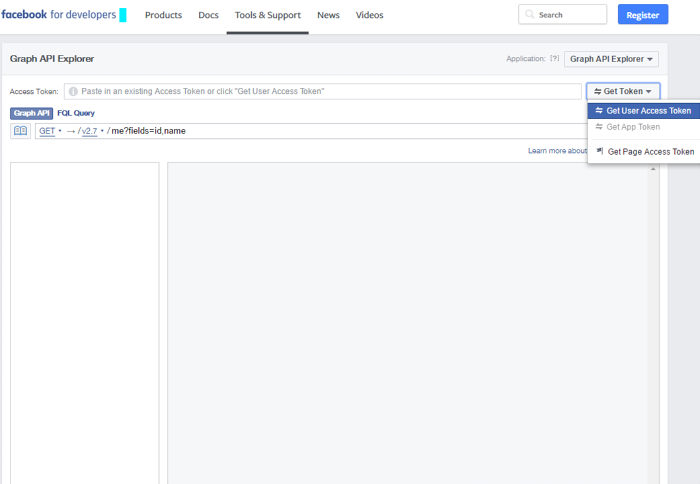 facebook for developers Products Docs Tools & Support News Videos Search Register
Graph API Explorer Application: [?] Graph API Explorer
Access Token: Paste in an existing Access Token or click "Get User Access Token" Get Token
Graph API FQL Query
Get User Access Token
GET → / v2.7 / me?fields=id,name
Get App Token
Learn more about
Get Page Access Token